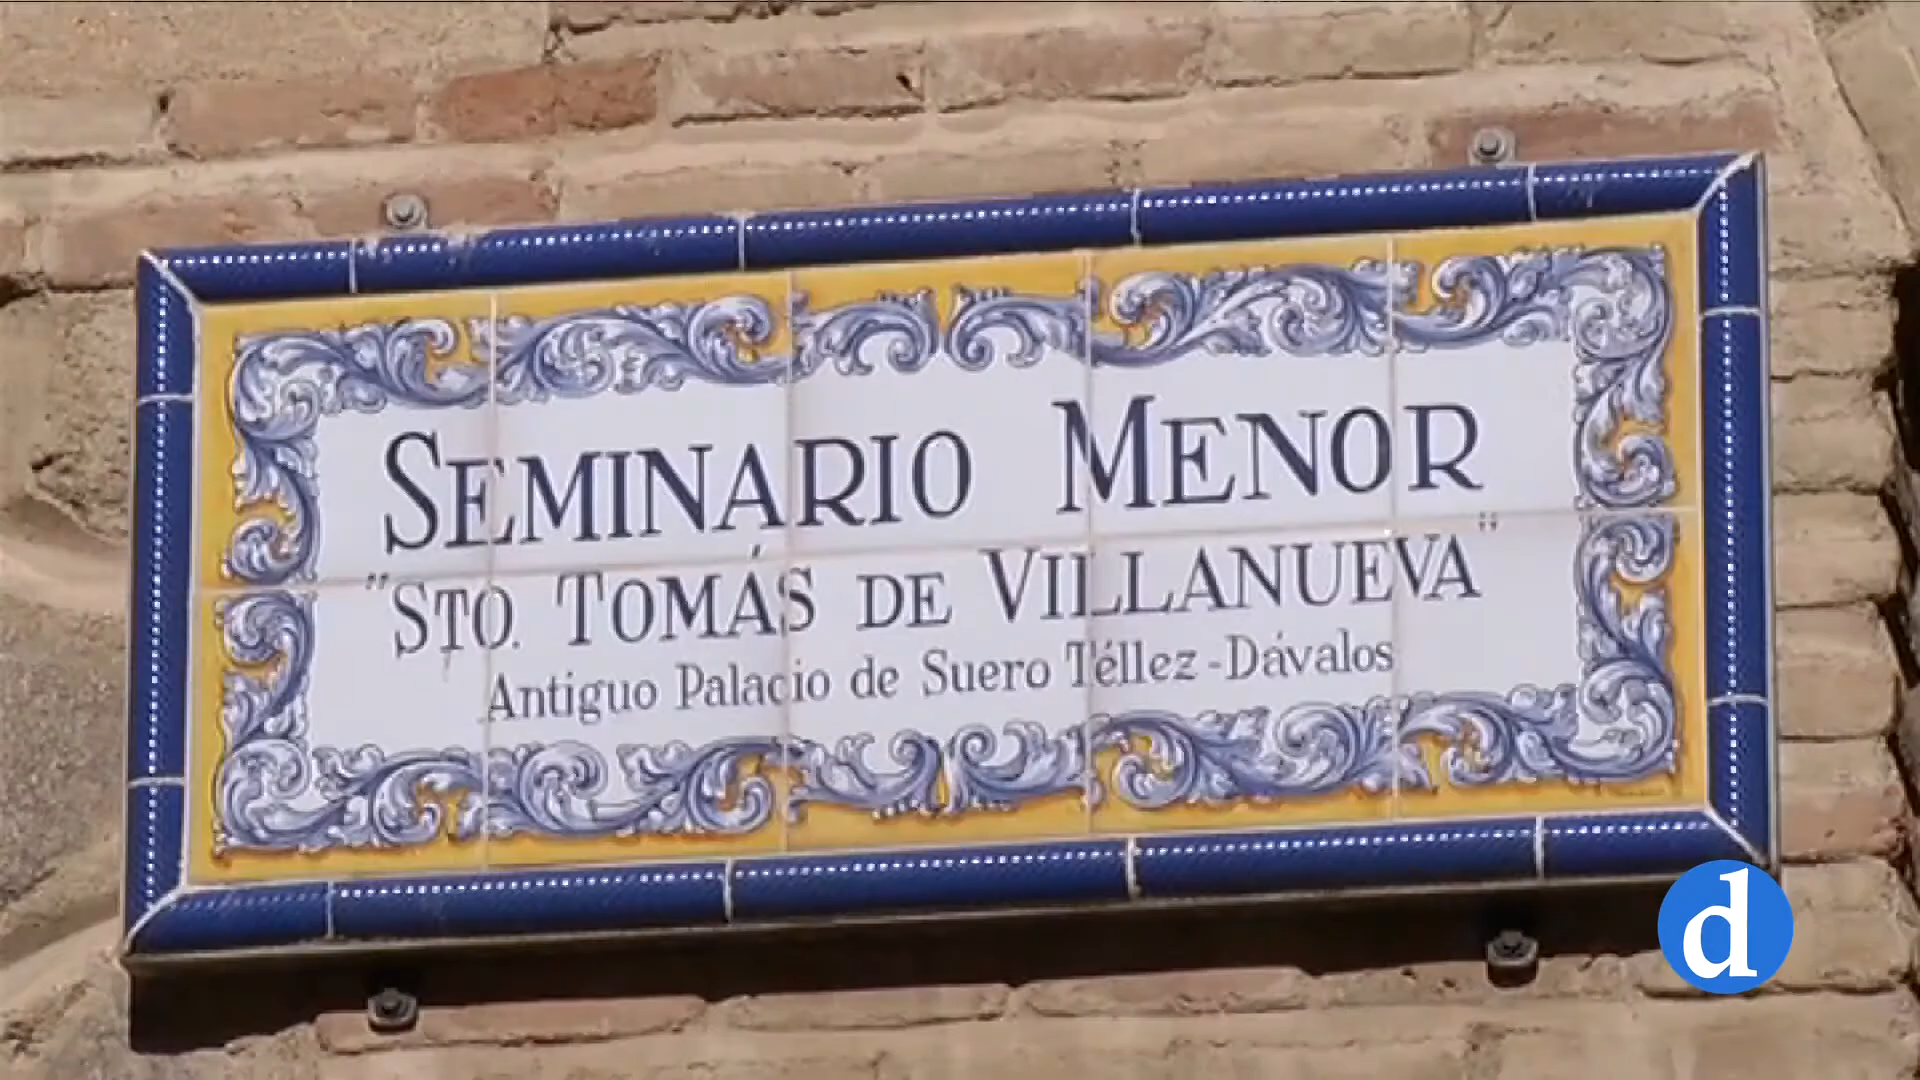 SEMINARIO MENOR
"STO. TOMÁS DE VILLANUEVA"
Antiguo Palacio de Suero Téllez-Dávalos
d